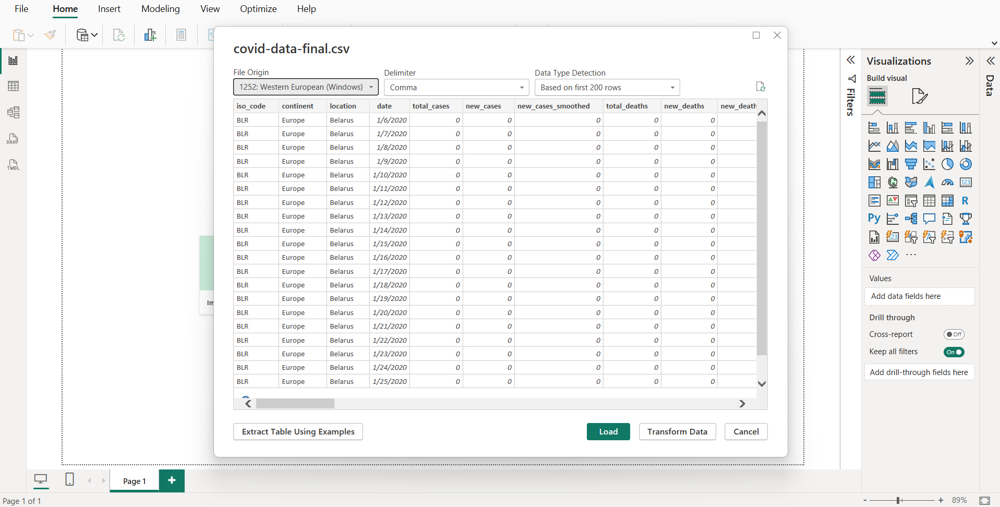 File Home Insert Modeling View Optimize Help
covid-data-final.csv
File Origin Delimiter Data Type Detection
1252: Western European (Windows) Comma Based on first 200 rows
iso_code continent location date total_cases new_cases new_cases_smoothed total_deaths new_deaths new_death
BLR Europe Belarus 1/6/2020 0 0 0 0 0
BLR Europe Belarus 1/7/2020 0 0 0 0 0
BLR Europe Belarus 1/8/2020 0 0 0 0 0
BLR Europe Belarus 1/9/2020 0 0 0 0 0
BLR Europe Belarus 1/10/2020 0 0 0 0 0
BLR Europe Belarus 1/11/2020 0 0 0 0 0
BLR Europe Belarus 1/12/2020 0 0 0 0 0
BLR Europe Belarus 1/13/2020 0 0 0 0 0
BLR Europe Belarus 1/14/2020 0 0 0 0 0
BLR Europe Belarus 1/15/2020 0 0 0 0 0
BLR Europe Belarus 1/16/2020 0 0 0 0 0
BLR Europe Belarus 1/17/2020 0 0 0 0 0
BLR Europe Belarus 1/18/2020 0 0 0 0 0
BLR Europe Belarus 1/19/2020 0 0 0 0 0
BLR Europe Belarus 1/20/2020 0 0 0 0 0
BLR Europe Belarus 1/21/2020 0 0 0 0 0
BLR Europe Belarus 1/22/2020 0 0 0 0 0
BLR Europe Belarus 1/23/2020 0 0 0 0 0
BLR Europe Belarus 1/24/2020 0 0 0 0 0
BLR Europe Belarus 1/25/2020 0 0 0 0 0
Extract Table Using Examples Load Transform Data Cancel
DAX
TMDL
Im
Filters
Visualizations
Build visual
123
R
Py
123
Values
Add data fields here
Drill through
Cross-report Off
Keep all filters On
Add drill-through fields here
Data
Page 1 +
Page 1 of 1
- + 89%